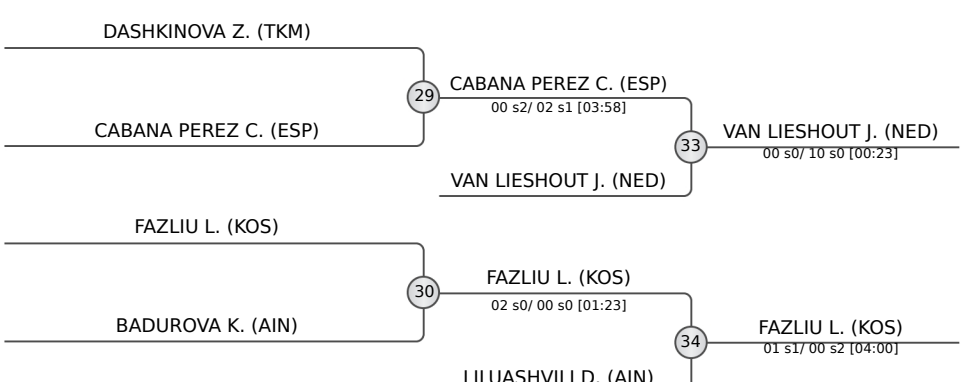 DASHKINOVA Z. (TKM)
29
CABANA PEREZ C. (ESP)
00 s2/ 02 s1 [03:58]
CABANA PEREZ C. (ESP)
33
VAN LIESHOUT J. (NED)
00 s0/ 10 s0 [00:23]
VAN LIESHOUT J. (NED)
FAZLIU L. (KOS)
30
FAZLIU L. (KOS)
02 s0/ 00 s0 [01:23]
BADUROVA K. (AIN)
34
FAZLIU L. (KOS)
01 s1/ 00 s2 [04:00]
D. (AIN)